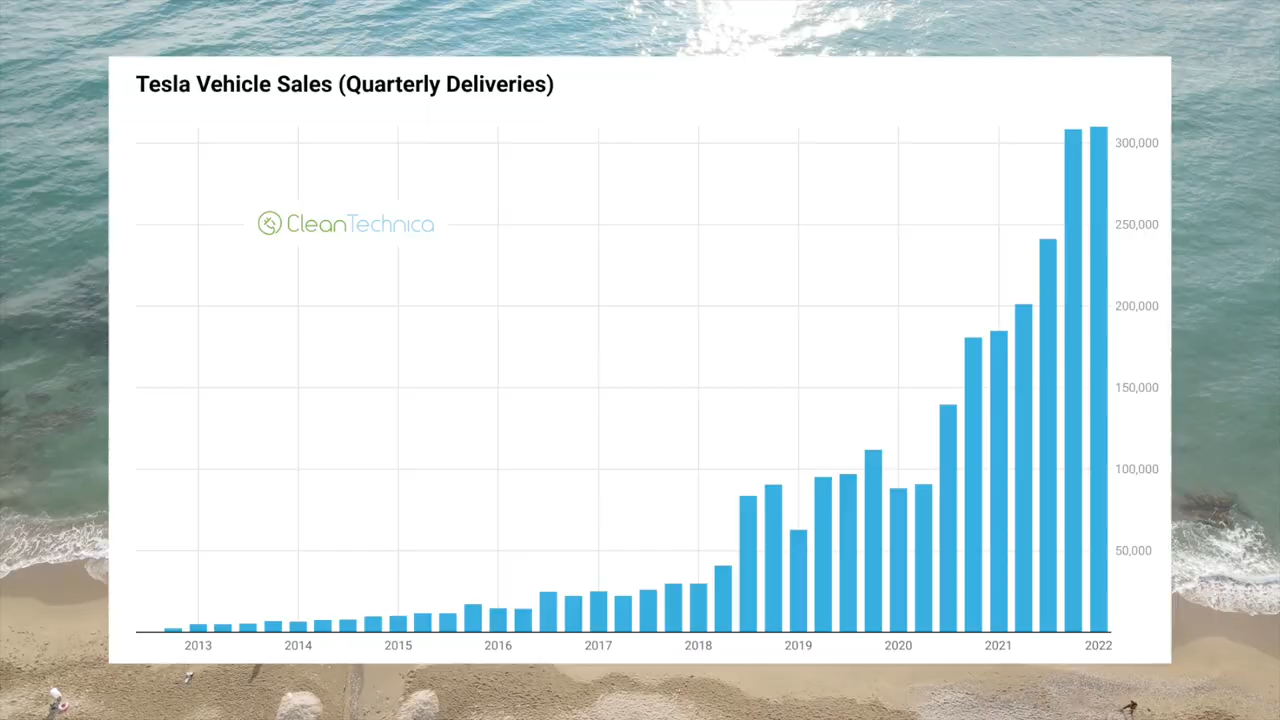 Tesla Vehicle Sales (Quarterly Deliveries)
CleanTechnica
300,000
250,000
200,000
150,000
100,000
50,000
2013 2014 2015 2016 2017 2018 2019 2020 2021 2022